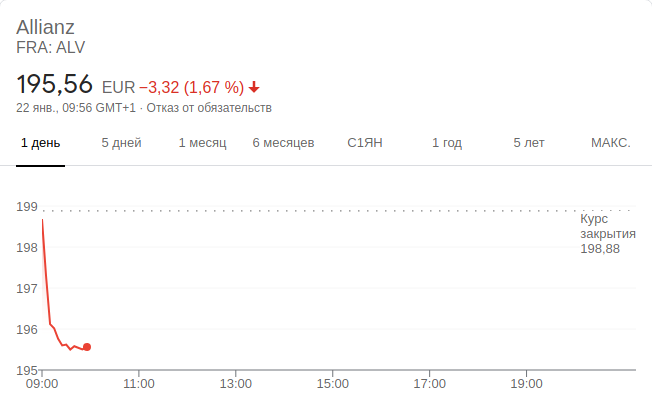 Allianz
FRA: ALV
195,56 EUR −3,32 (1,67 %)
22 янв., 09:56 GMT+1 · Отказ от обязательств
1 день 5 дней 1 месяц 6 месяцев С1ЯН 1 год 5 лет МАКС.
199
Курс
закрытия
198,88
198
197
196
195
09:00 11:00 13:00 15:00 17:00 19:00